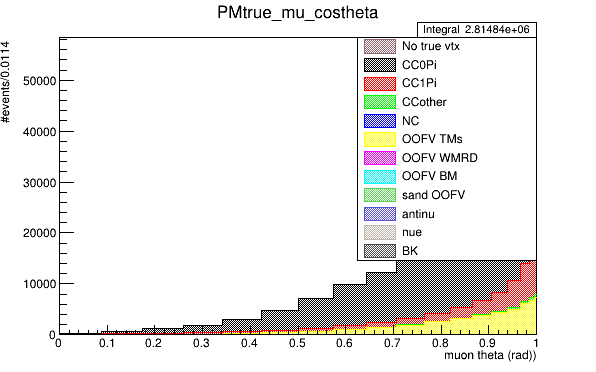 PMtrue_mu_costheta
Integral 2.81484e+06
#events/0.0114
No true vtx
CC0Pi
CC1Pi
CCother
NC
OOFV TMs
OOFV WMRD
OOFV BM
sand OOFV
antinu
nue
BK
50000
40000
30000
20000
10000
0
0 0.1 0.2 0.3 0.4 0.5 0.6 0.7 0.8 0.9 1
muon theta (rad))